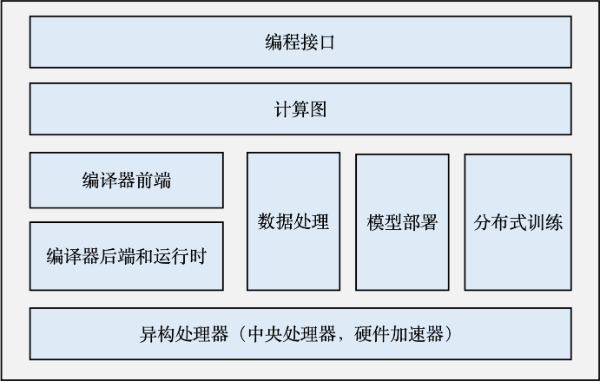 编程接口
计算图
编译器前端
编译器后端和运行时
数据处理
模型部署
分布式训练
异构处理器（中央处理器，硬件加速器）